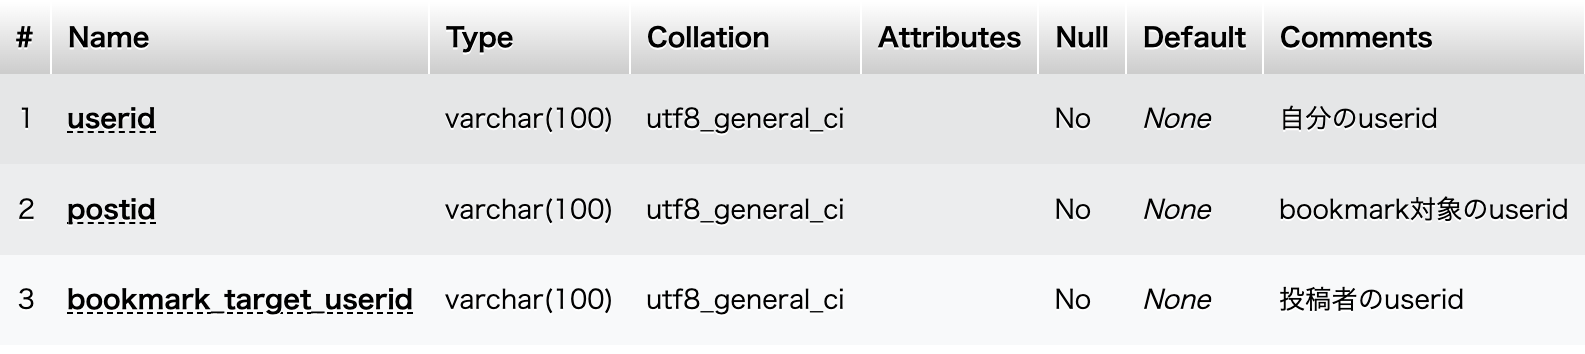 # Name Type Collation Attributes Null Default Comments
1 userid varchar(100) utf8_general_ci No None 自分のuserid
2 postid varchar(100) utf8_general_ci No None bookmark対象のuserid
3 bookmark_target_userid varchar(100) utf8_general_ci No None 投稿者のuserid